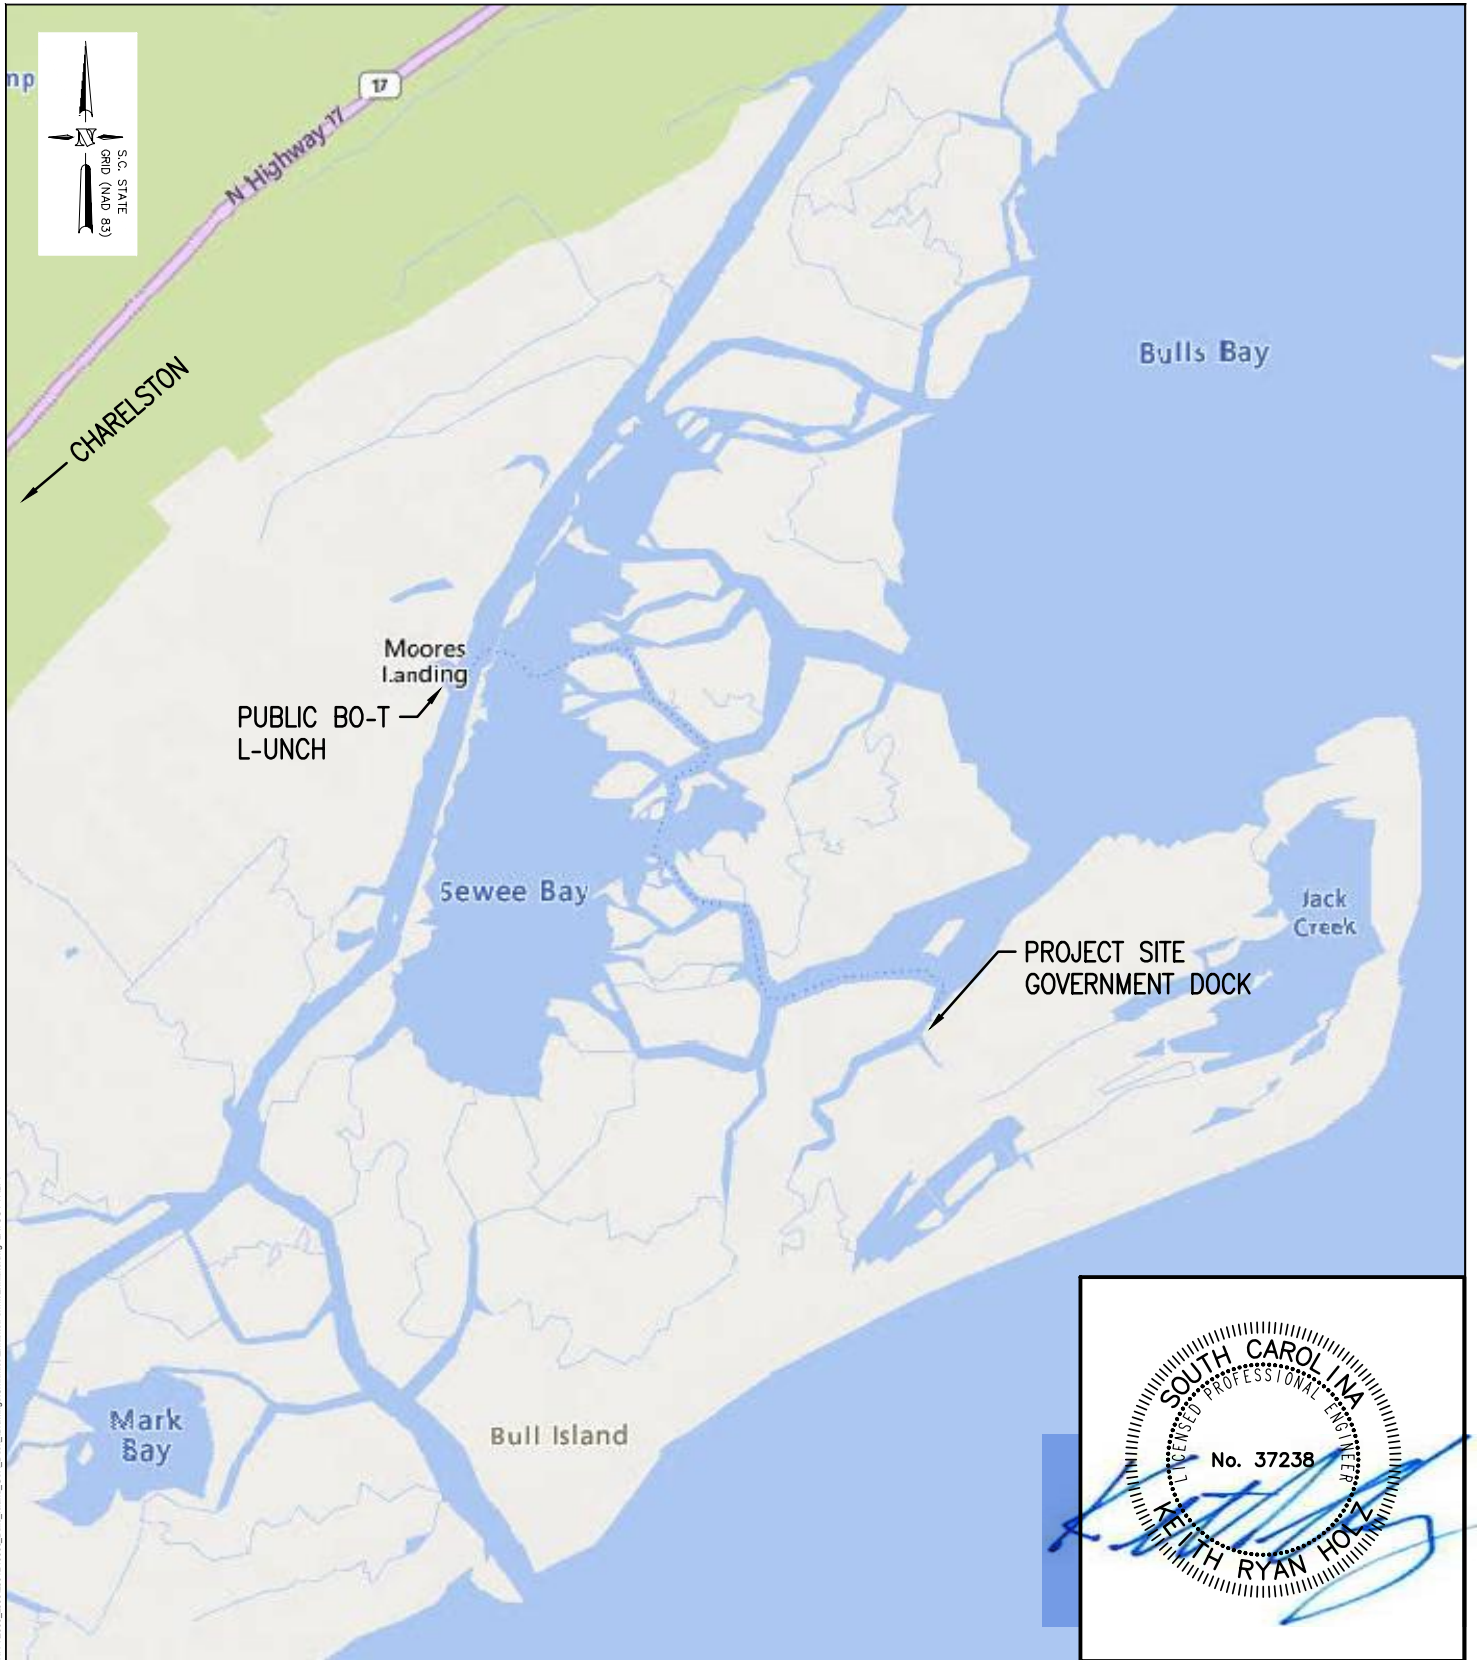 mp
17
N Highway 17
S.C. STATE
GRID (NAD 83)
Bulls Bay
CHARELSTON
Moores
Landing
PUBLIC BO-T
L-UNCH
Sewee Bay
Jack
Creek
PROJECT SITE
GOVERNMENT DOCK
Mark
Bay
Bull Island
SOUTH CAROLINA
LICENSED PROFESSIONAL ENGINEER
No. 37238
KEITH RYAN HOLZ